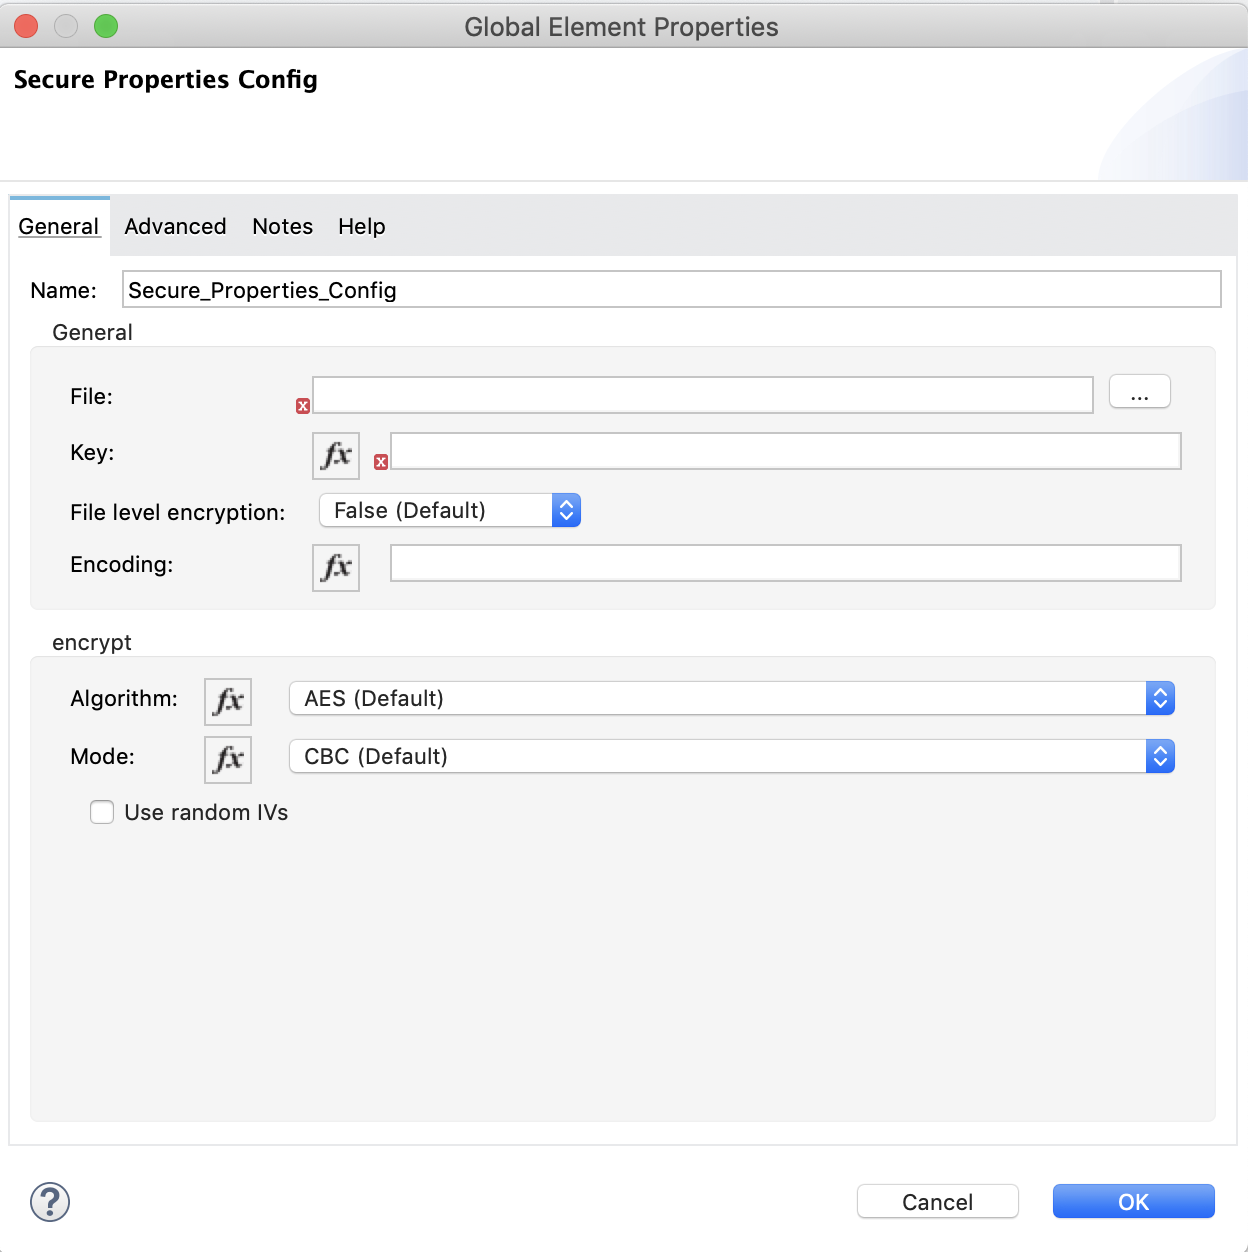 Global Element Properties
Secure Properties Config
General Advanced Notes Help
Name: Secure_Properties_Config
General
File: ...
Key: fx
File level encryption: False (Default)
Encoding: fx
encrypt
Algorithm: fx AES (Default)
Mode: fx CBC (Default)
Use random IVs
? Cancel OK